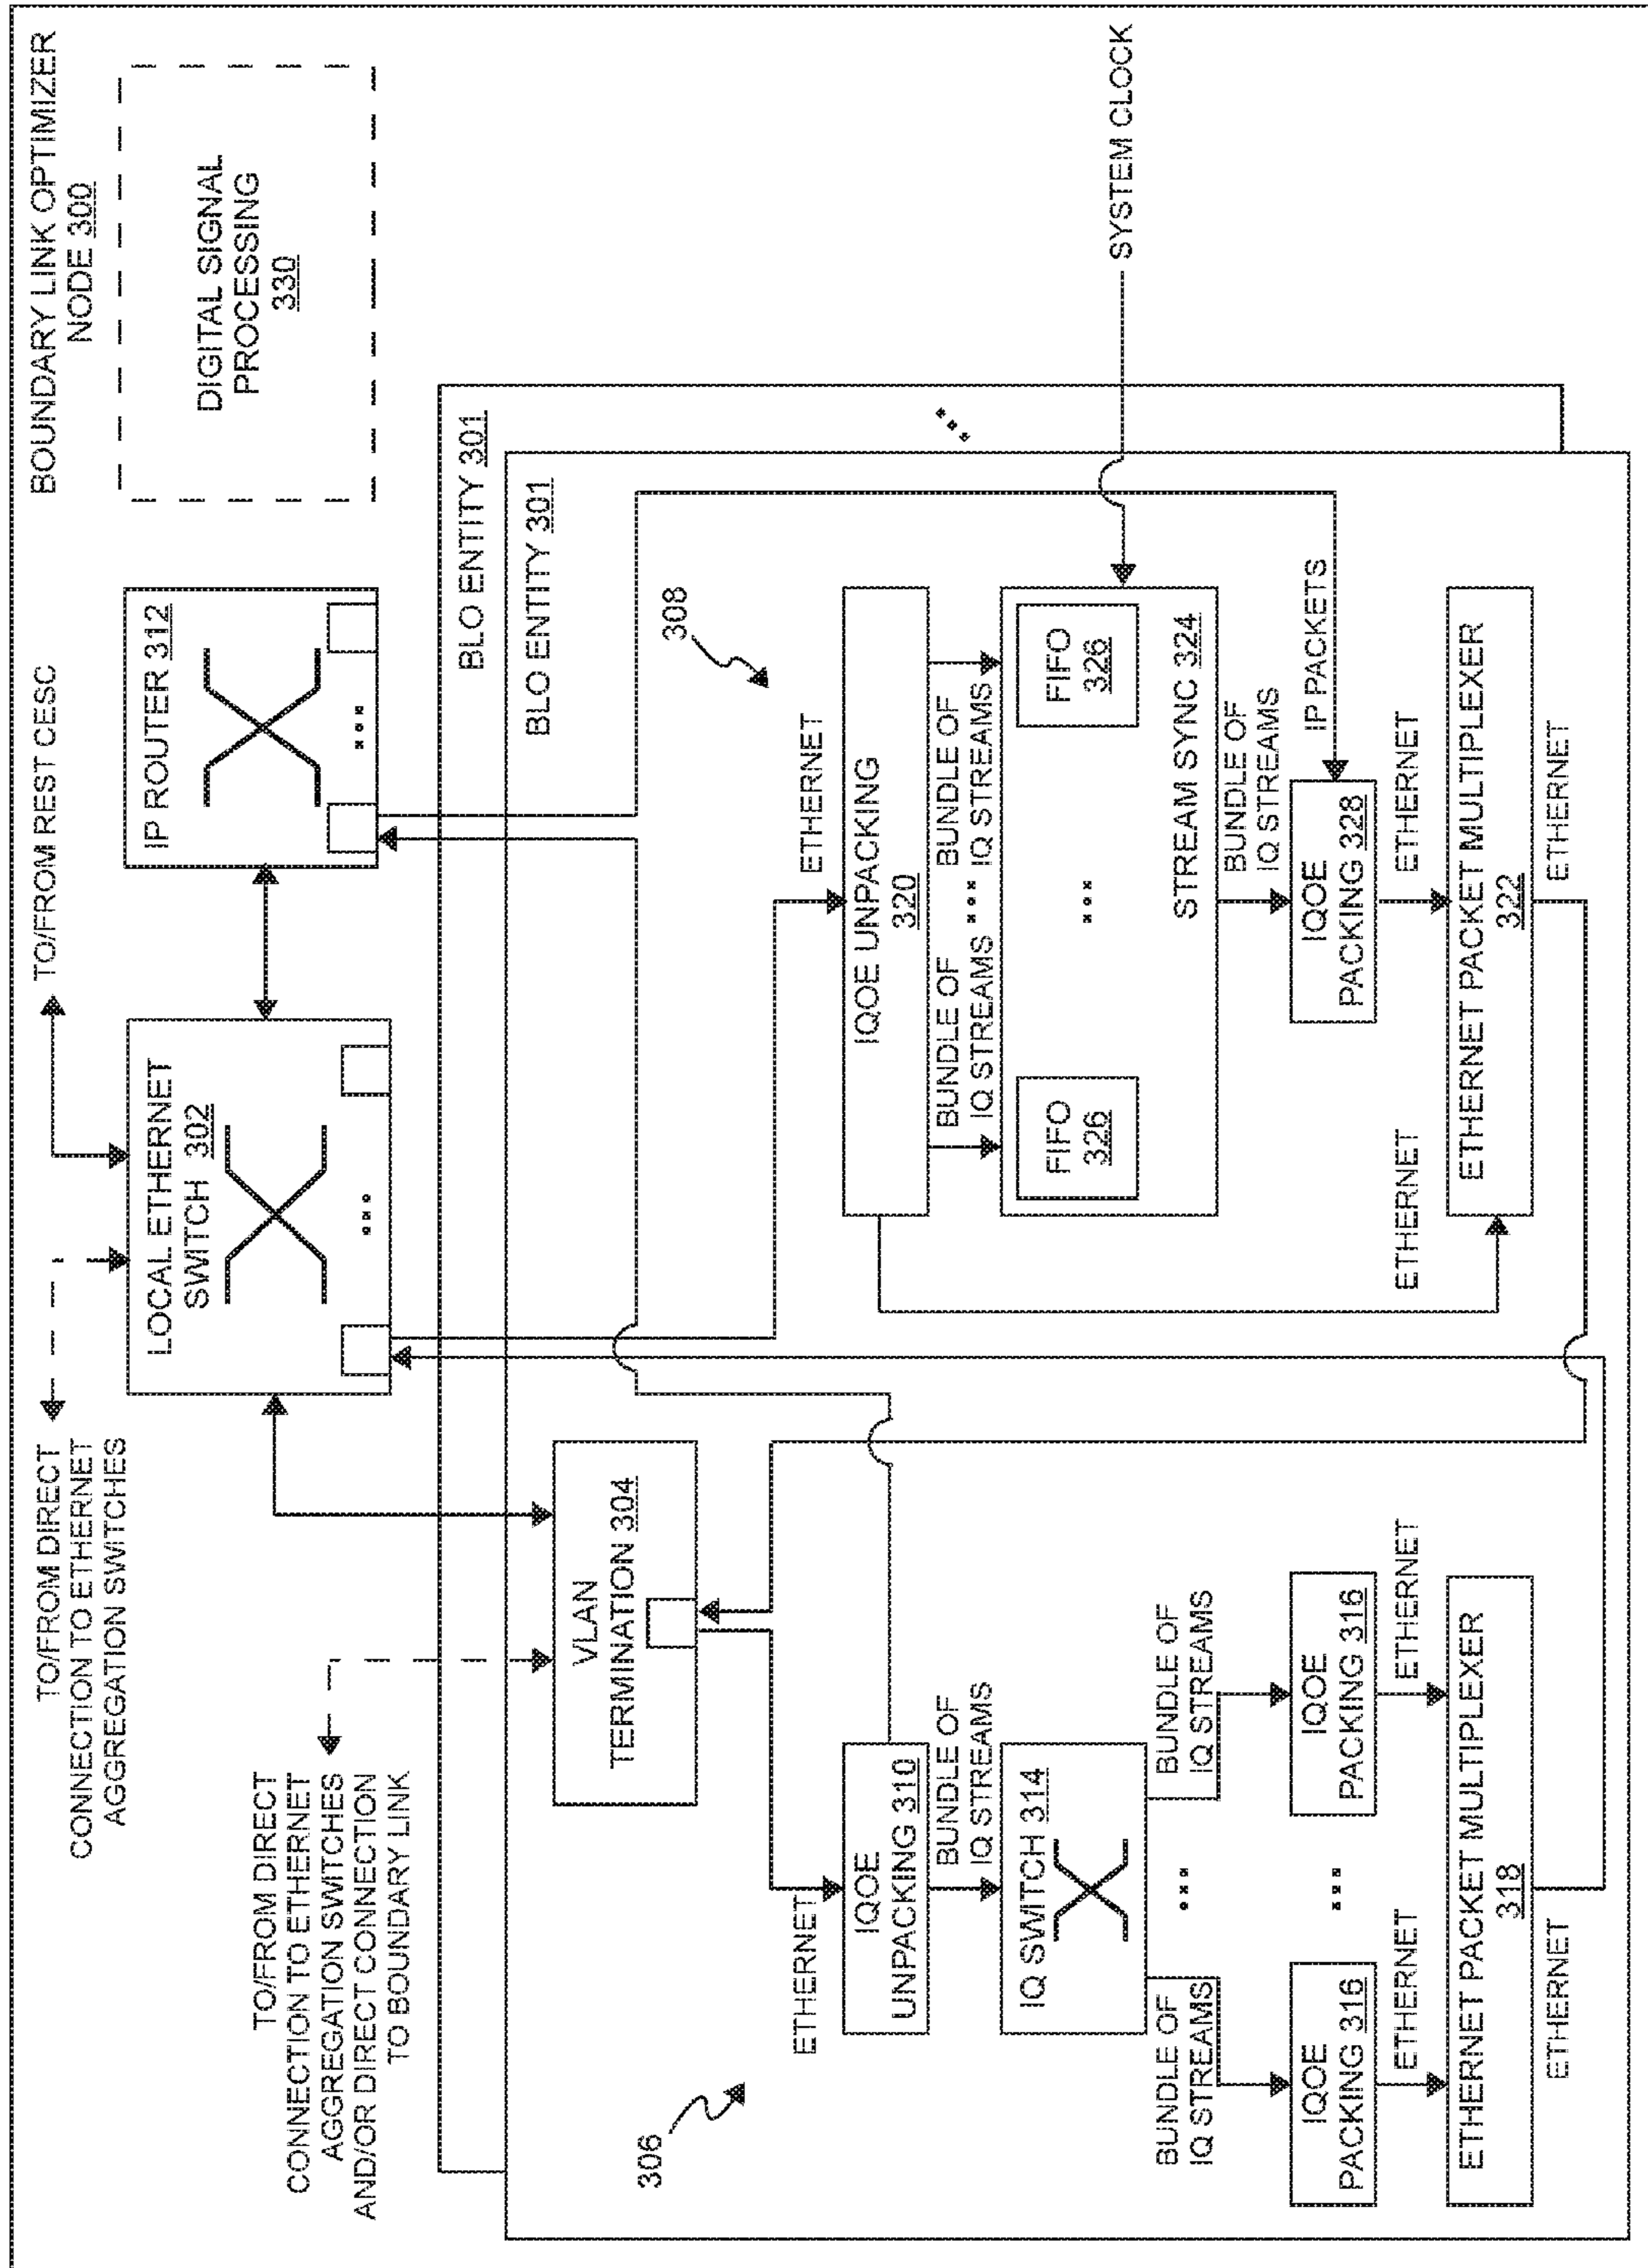 BOUNDARY LINK OPTIMIZER
NODE 300
DIGITAL SIGNAL
PROCESSING
330
TO/FROM DIRECT
CONNECTION TO ETHERNET
AGGREGATION SWITCHES
TO/FROM REST CESC
LOCAL ETHERNET
SWITCH 302
IP ROUTER 312
TO/FROM DIRECT
CONNECTION TO ETHERNET
AGGREGATION SWITCHES
AND/OR DIRECT CONNECTION
TO BOUNDARY LINK
BLO ENTITY 301
BLO ENTITY 301
VLAN
TERMINATION 304
306
ETHERNET
IQOE
UNPACKING 310
BUNDLE OF
IQ STREAMS
IQ SWITCH 314
BUNDLE OF
IQ STREAMS
BUNDLE OF
IQ STREAMS
IQOE
PACKING 316
IQOE
PACKING 316
ETHERNET
ETHERNET
ETHERNET PACKET MULTIPLEXER
318
ETHERNET
308
ETHERNET
IQOE UNPACKING
320
BUNDLE OF
IQ STREAMS
BUNDLE OF
IQ STREAMS
FIFO
326
FIFO
326
STREAM SYNC 324
SYSTEM CLOCK
BUNDLE OF
IQ STREAMS
IP PACKETS
IQOE
PACKING 328
ETHERNET
ETHERNET
ETHERNET PACKET MULTIPLEXER
322
ETHERNET